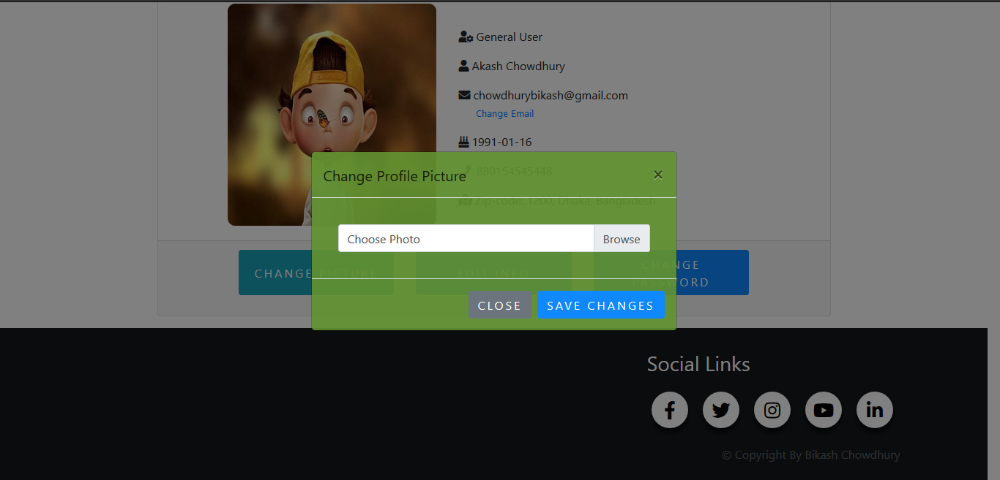 General User
Akash Chowdhury
chowdhurybikash@gmail.com
Change Email
1991-01-16
880154545448
Zip-code: 1200, Dhaka, Bangladesh
Change Profile Picture ×
Choose Photo Browse
CHANGE PICTURE
EDIT INFO
CHANGE
PASSWORD
CLOSE SAVE CHANGES
Social Links
© Copyright By Bikash Chowdhury